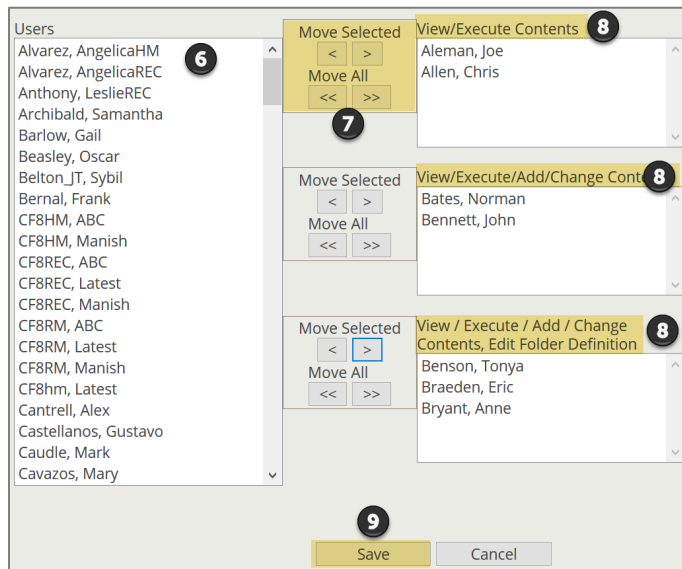 Users
Alvarez, AngelicaHM
Alvarez, AngelicaREC
Anthony, LeslieREC
Archibald, Samantha
Barlow, Gail
Beasley, Oscar
Belton_JT, Sybil
Bernal, Frank
CF8HM, ABC
CF8HM, Manish
CF8REC, ABC
CF8REC, Latest
CF8REC, Manish
CF8RM, ABC
CF8RM, Latest
CF8RM, Manish
CF8hm, Latest
Cantrell, Alex
Castellanos, Gustavo
Caudle, Mark
Cavazos, Mary
6
Move Selected
< >
Move All
<< >>
7
View/Execute Contents 8
Aleman, Joe
Allen, Chris
Move Selected
< >
Move All
<< >>
View/Execute/Add/Change 8
Bates, Norman
Bennett, John
Move Selected
< >
Move All
<< >>
View / Execute / Add / Change
Contents, Edit Folder Definition
8
Benson, Tonya
Braeden, Eric
Bryant, Anne
9
Save Cancel